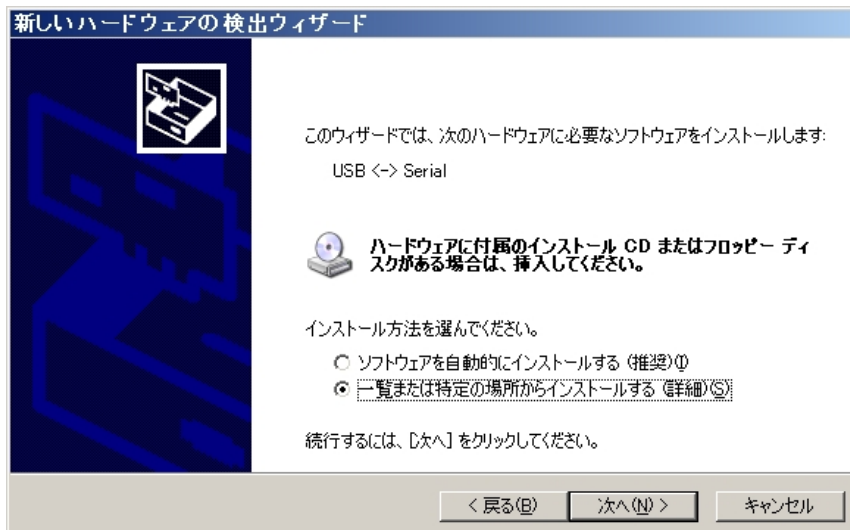 新しいハードウェアの検出ウィザード
このウィザードでは、次のハードウェアに必要なソフトウェアをインストールします:
USB <-> Serial
ハードウェアに付属のインストール CD またはフロッピー ディ
スクがある場合は、挿入してください。
インストール方法を選んでください。
ソフトウェアを自動的にインストールする (推奨)(I)
一覧または特定の場所からインストールする (詳細)(S)
続行するには、[次へ] をクリックしてください。
< 戻る(B)
次へ(N) >
キャンセル